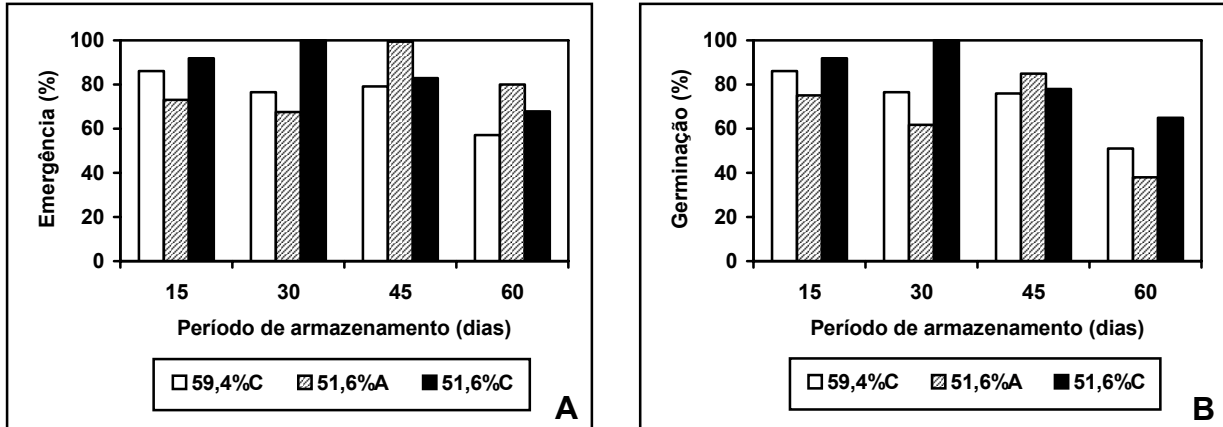 Emergência (%)
100
80
60
40
20
0
15 30 45 60
Período de armazenamento (dias)
59,4%C 51,6%A 51,6%C
A
Germinação (%)
100
80
60
40
20
0
15 30 45 60
Período de armazenamento (dias)
59,4%C 51,6%A 51,6%C
B